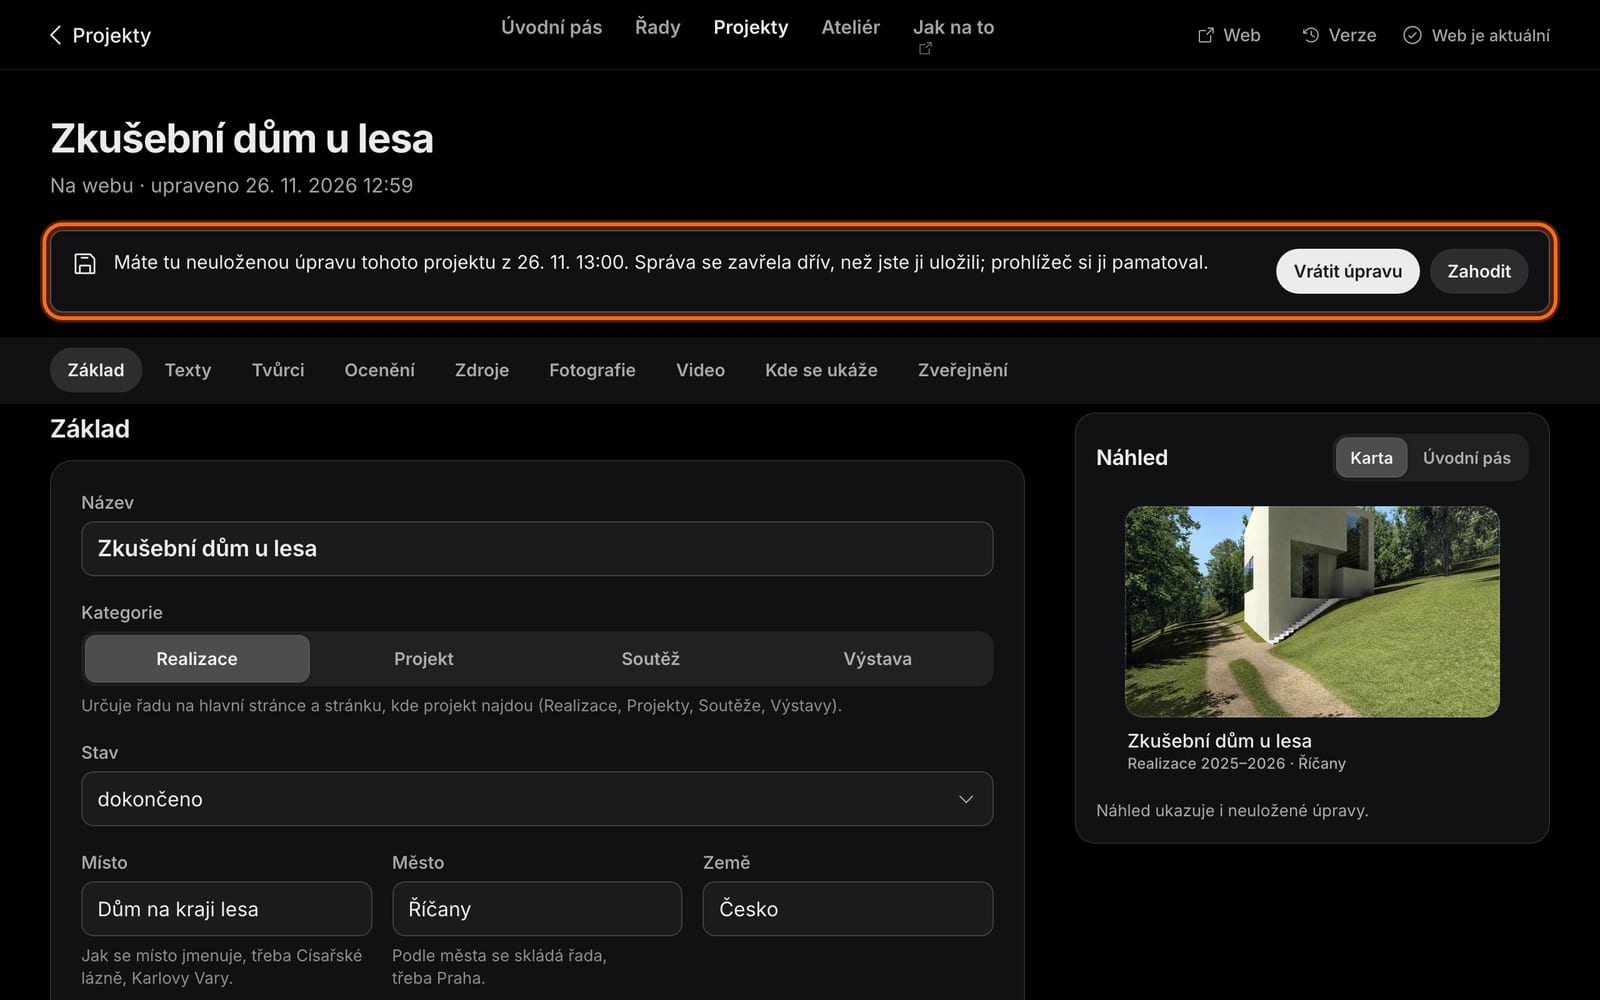 Projekty
Úvodní pás
Řady
Projekty
Ateliér
Jak na to
Web
Verze
Web je aktuální
Zkušební dům u lesa
Na webu · upraveno 26. 11. 2026 12:59
Máte tu neuloženou úpravu tohoto projektu z 26. 11. 13:00. Správa se zavřela dřív, než jste ji uložili; prohlížeč si ji pamatoval.
Vrátit úpravu
Zahodit
Základ
Texty
Tvůrci
Ocenění
Zdroje
Fotografie
Video
Kde se ukáže
Zveřejnění
Základ
Název
Zkušební dům u lesa
Kategorie
Realizace
Projekt
Soutěž
Výstava
Určuje řadu na hlavní stránce a stránku, kde projekt najdou (Realizace, Projekty, Soutěže, Výstavy).
Stav
dokončeno
Místo
Město
Země
Dům na kraji lesa
Říčany
Česko
Jak se místo jmenuje, třeba Císařské
lázně, Karlovy Vary.
Podle města se skládá řada,
třeba Praha.
Náhled
Karta
Úvodní pás
Zkušební dům u lesa
Realizace 2025–2026 · Říčany
Náhled ukazuje i neuložené úpravy.